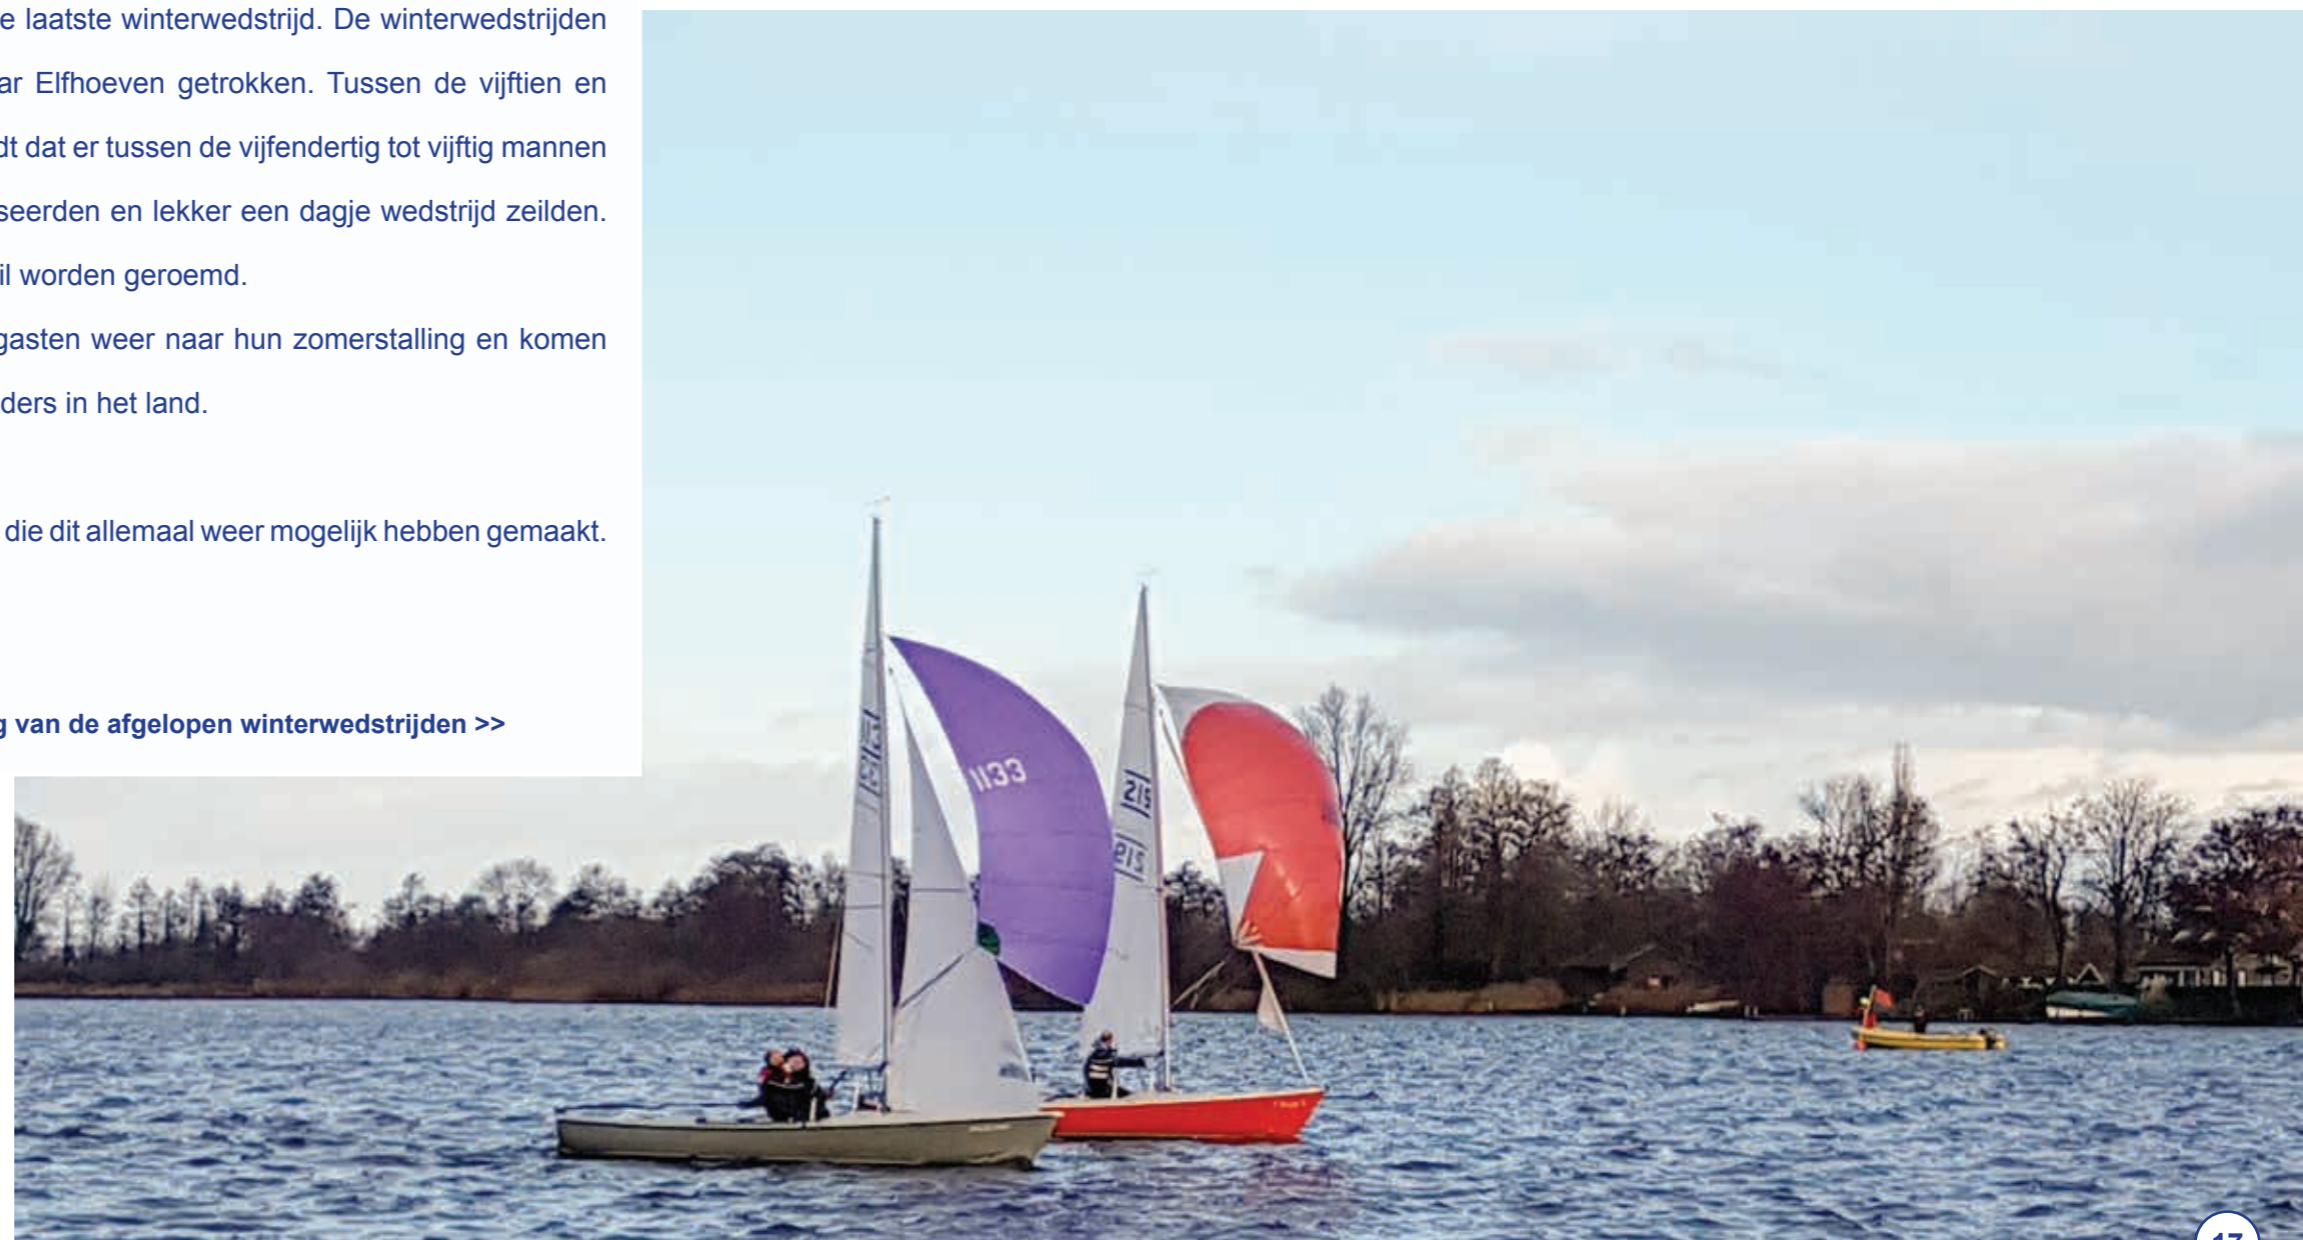 e laatste winterwedstrijd. De winterwedstrijden
ar Elfhoeven getrokken. Tussen de vijftien en
dt dat er tussen de vijfendertig tot vijftig mannen
seerden en lekker een dagje wedstrijd zeilden.
il worden geroemd.
gasten weer naar hun zomerstalling en komen
ders in het land.
die dit allemaal weer mogelijk hebben gemaakt.
g van de afgelopen winterwedstrijden >>
1133
215
215
17